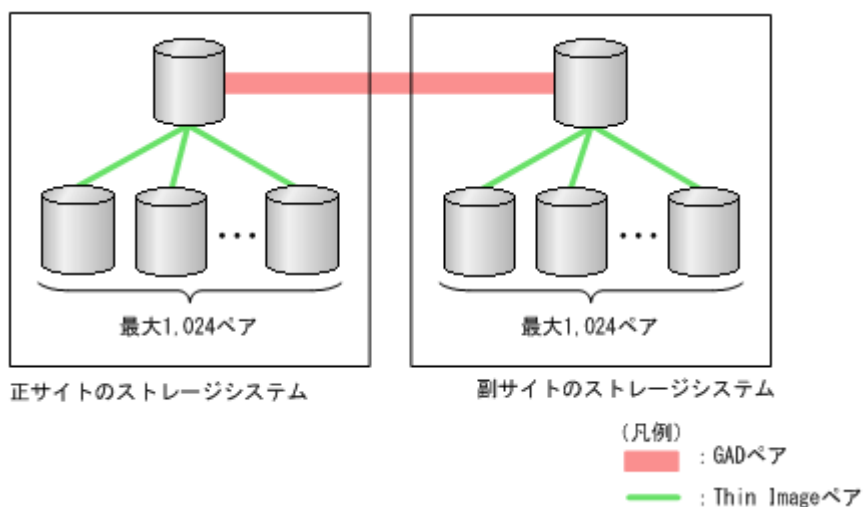 最大1,024ペア
最大1,024ペア
正サイトのストレージシステム
副サイトのストレージシステム
(凡例)
: GADペア
: Thin Imageペア